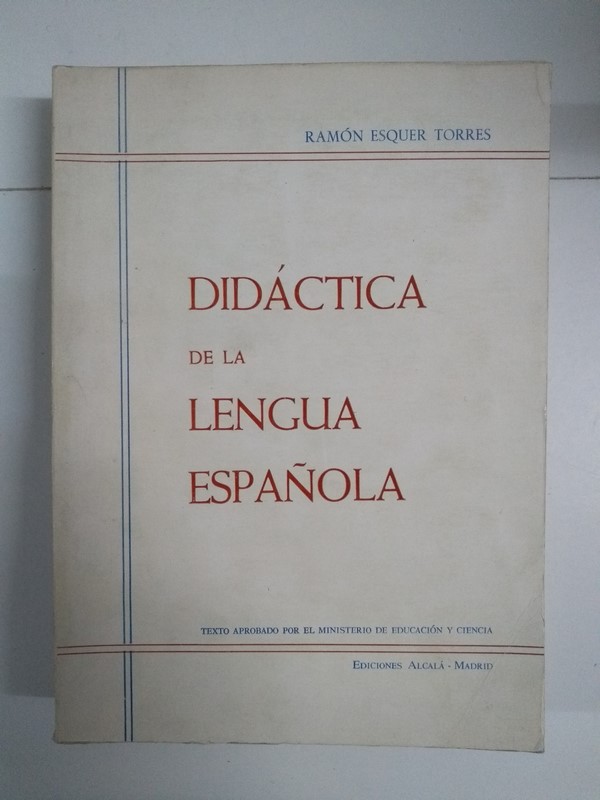 RAMÓN ESQUER TORRES
DIDÁCTICA
DE LA
LENGUA
ESPAÑOLA
TEXTO APROBADO POR EL MINISTERIO DE EDUCACIÓN Y CIENCIA
EDICIONES ALCALÁ - MADRID